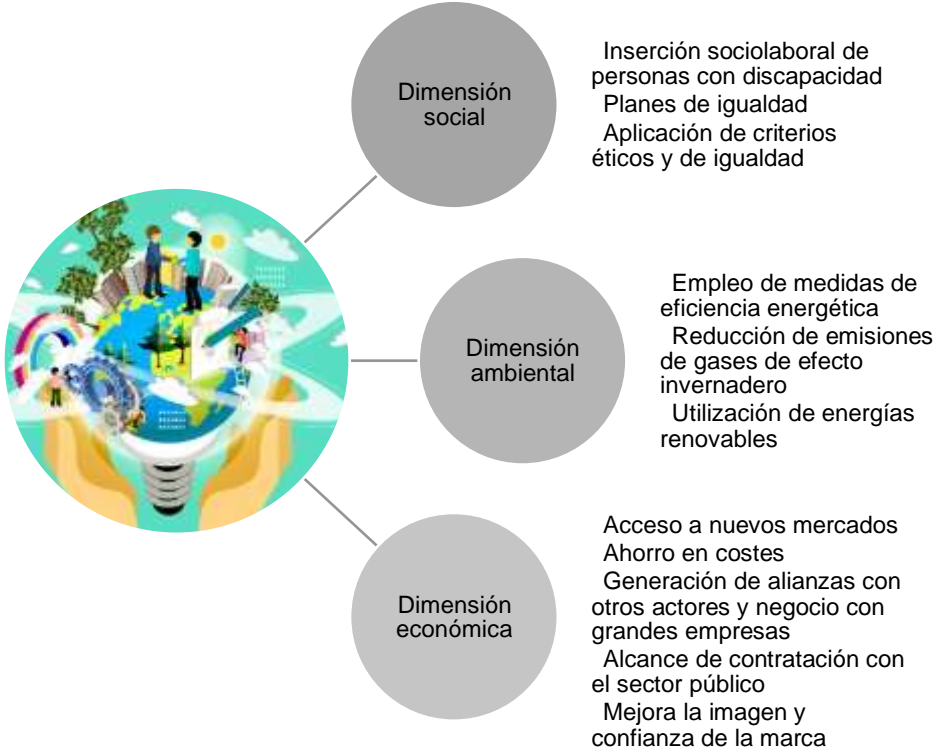 Dimensión
social
Inserción sociolaboral de
personas con discapacidad
Planes de igualdad
Aplicación de criterios
éticos y de igualdad
Dimensión
ambiental
Empleo de medidas de
eficiencia energética
Reducción de emisiones
de gases de efecto
invernadero
Utilización de energías
renovables
Dimensión
económica
Acceso a nuevos mercados
Ahorro en costes
Generación de alianzas con
otros actores y negocio con
grandes empresas
Alcance de contratación con
el sector público
Mejora la imagen y
confianza de la marca